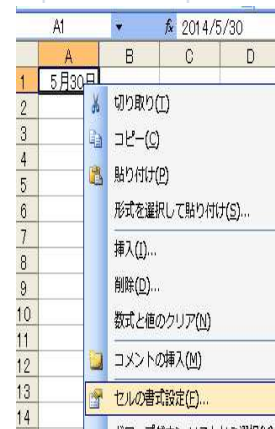 A1 fx 2014/5/30
A B C D
1 5月30日
2 切り取り(T)
3 コピー(C)
4
5 貼り付け(P)
6 形式を選択して貼り付け(S)...
7
8 挿入(I)...
9 削除(D)...
10 数式と値のクリア(N)
11
12 コメントの挿入(M)
13 セルの書式設定(F)...
14